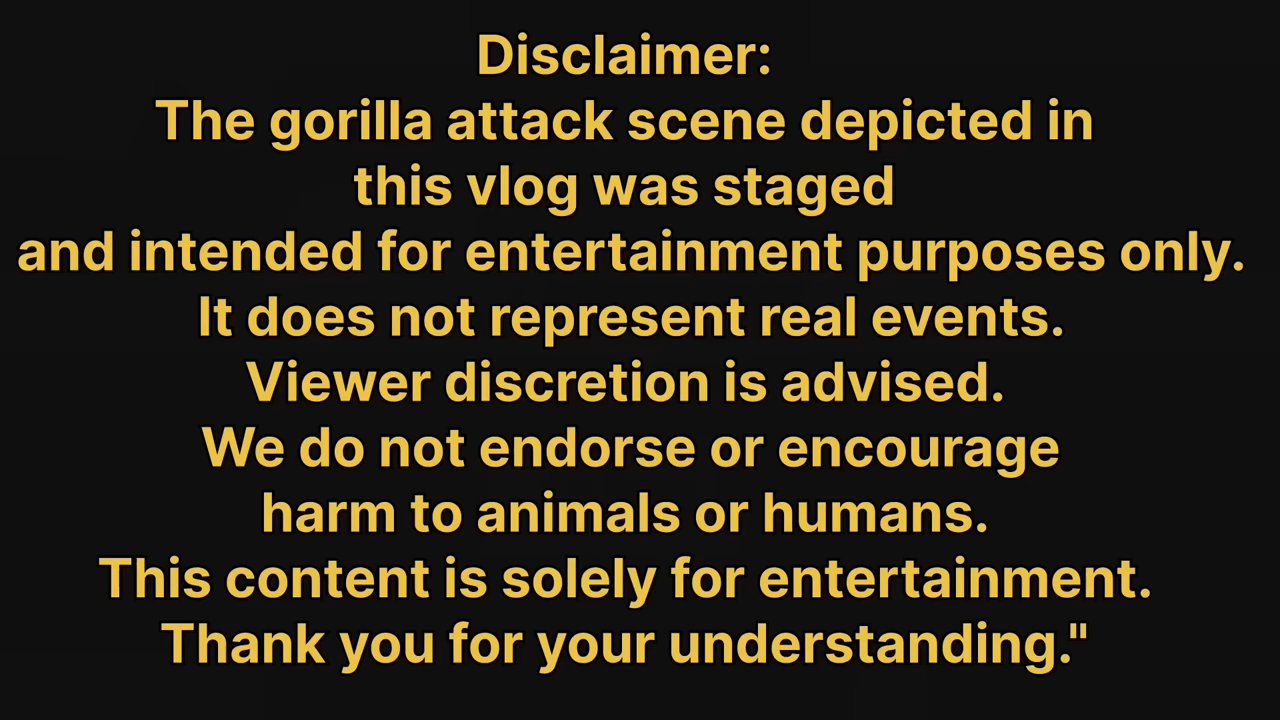 Disclaimer:
The gorilla attack scene depicted in
this vlog was staged
and intended for entertainment purposes only.
It does not represent real events.
Viewer discretion is advised.
We do not endorse or encourage
harm to animals or humans.
This content is solely for entertainment.
Thank you for your understanding."